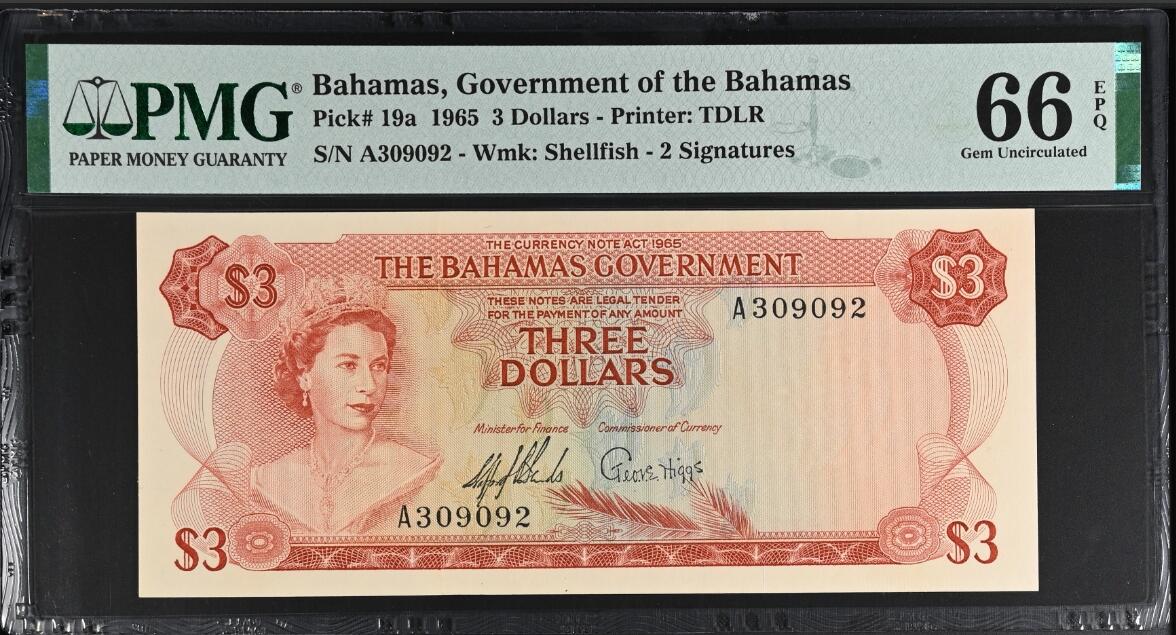 PMG®
PAPER MONEY GUARANTY
Bahamas, Government of the Bahamas
Pick# 19a 1965 3 Dollars - Printer: TDLR
S/N A309092 - Wmk: Shellfish - 2 Signatures
66 EPQ
Gem Uncirculated
THE CURRENCY NOTE ACT 1965
THE BAHAMAS GOVERNMENT
$3
$3
THESE NOTES ARE LEGAL TENDER
FOR THE PAYMENT OF ANY AMOUNT
A309092
THREE
DOLLARS
Minister for Finance Commissioner of Currency
George Higgs
A309092
$3
$3